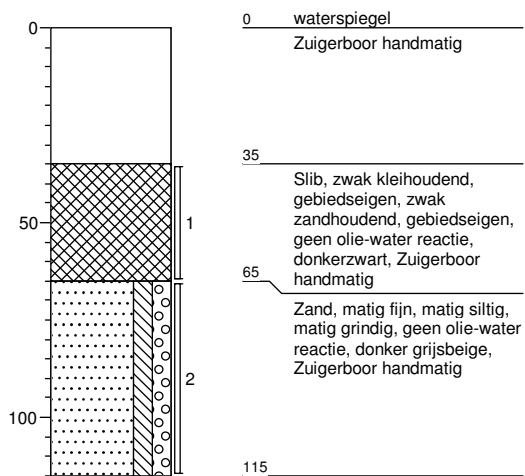 0
50
100
1
2
0 waterspiegel
Zuigerboor handmatig
35
Slib, zwak kleihoudend,
gebiedseigen, zwak
zandhoudend, gebiedseigen,
geen olie-water reactie,
donkerzwart, Zuigerboor
handmatig
65
Zand, matig fijn, matig siltig,
matig grindig, geen olie-water
reactie, donker grijsbeige,
Zuigerboor handmatig
115